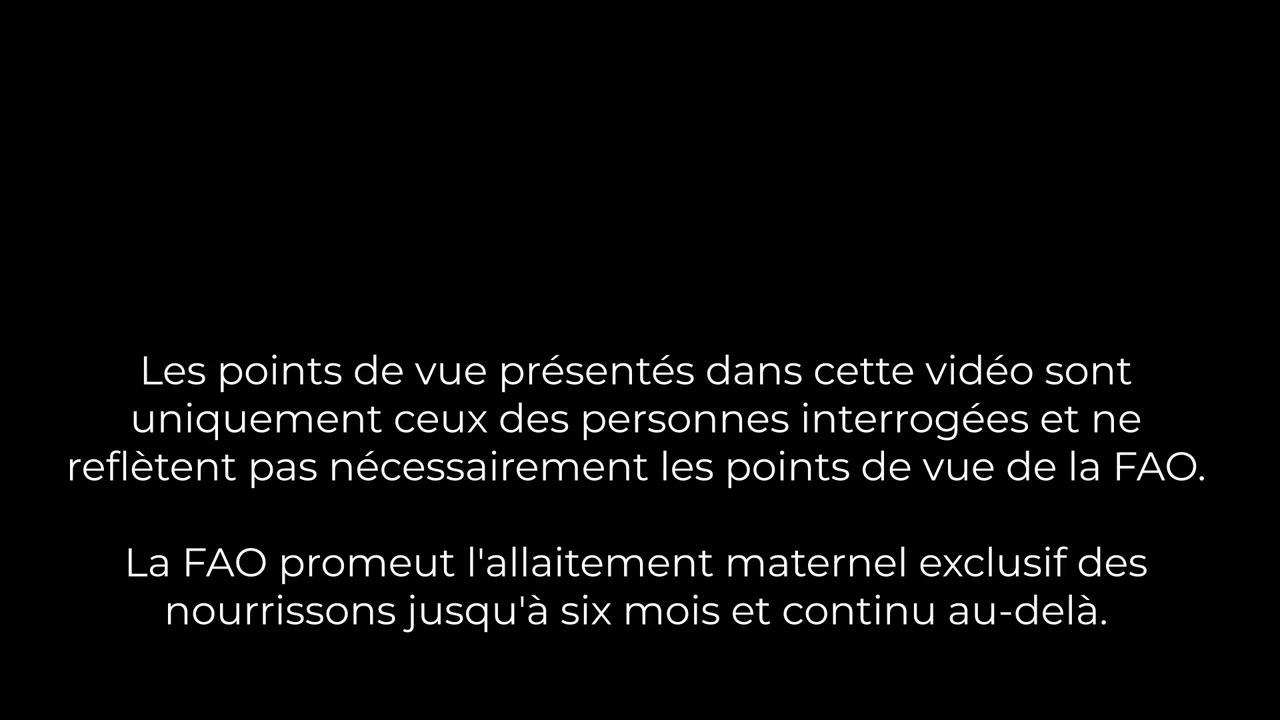 Les points de vue présentés dans cette vidéo sont
uniquement ceux des personnes interrogées et ne
reflètent pas nécessairement les points de vue de la FAO.
La FAO promeut l'allaitement maternel exclusif des
nourrissons jusqu'à six mois et continu au-delà.